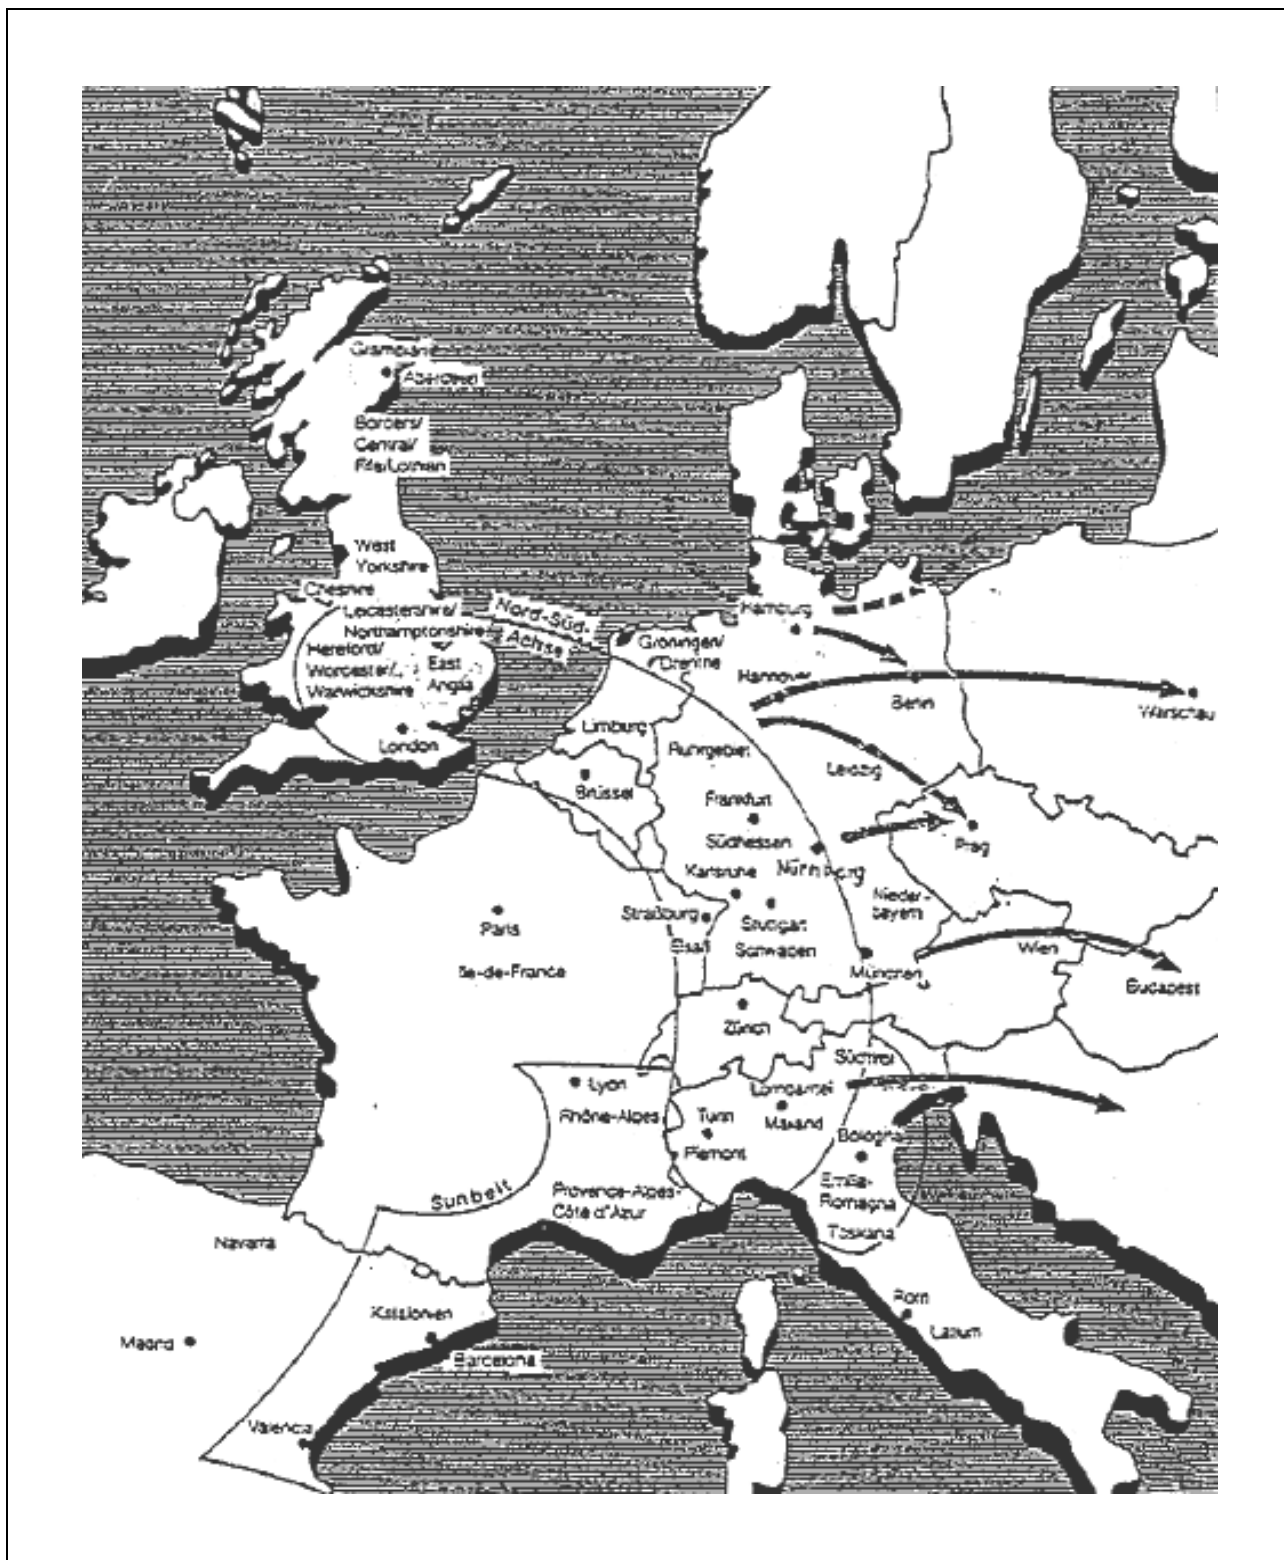 Grampian/
Aberdeen
Borders/
Central/
Fife/Lothian
West
Yorkshire
Cheshire
Leicestershire/
Northamptonshire
Hereford/
Worcester/
Warwickshire
East
Anglia
London
Nord-Süd-
Achse
Groningen/
Drenthe
Hamburg
Hannover
Berlin
Warschau
Limburg
Ruhrgebiet
Leipzig
Brüssel
Frankfurt
Südhessen
Prag
Karlsruhe
Nürnberg
Nieder-
bayern
Straßburg
Stuttgart
Paris
Elsaß
Schwaben
Wien
Ile-de-France
München
Budapest
Zürich
Südtirol
Lyon
Lombardei
Rhône-Alpes
Turin
Mailand
Piemont
Bologna
Sunbelt
Provence-Alpes-
Côte d'Azur
Emilia-
Romagna
Toskana
Navarra
Rom
Katalonien
Latium
Madrid
Barcelona
Valencia